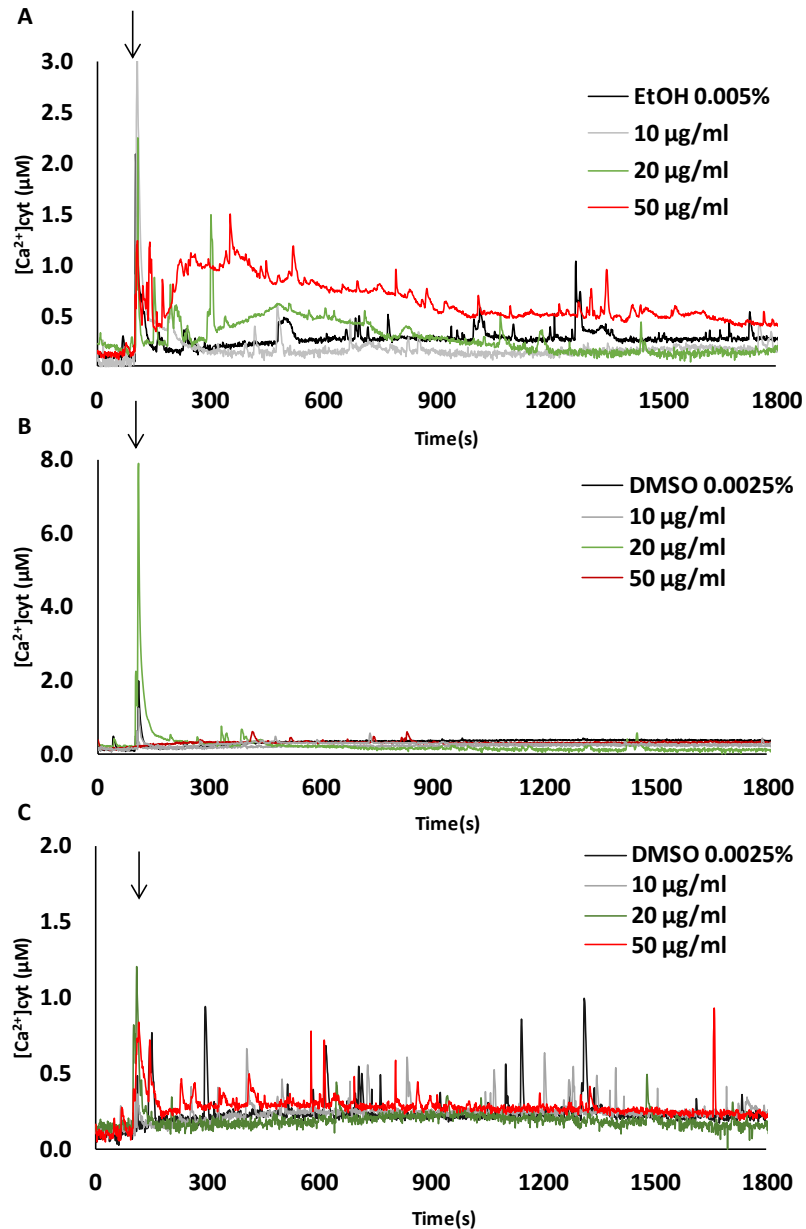 A
[Ca²⁺]cyt (µM)
3.0
2.5
2.0
1.5
1.0
0.5
0.0
EtOH 0.005%
10 µg/ml
20 µg/ml
50 µg/ml
0 300 600 900 1200 1500 1800
Time(s)
B
[Ca²⁺]cyt (µM)
8.0
6.0
4.0
2.0
0.0
DMSO 0.0025%
10 µg/ml
20 µg/ml
50 µg/ml
0 300 600 900 1200 1500 1800
Time(s)
C
[Ca²⁺]cyt (µM)
2.0
1.5
1.0
0.5
0.0
DMSO 0.0025%
10 µg/ml
20 µg/ml
50 µg/ml
0 300 600 900 1200 1500 1800
Time(s)